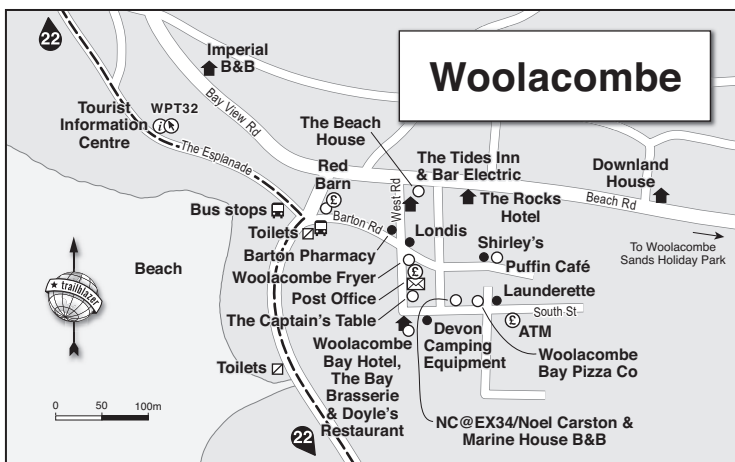 22
Imperial
B&B
Woolacombe
Tourist
Information
Centre
WPT32
Bay View Rd
The Esplanade
The Beach
House
Red
Barn
£
The Tides Inn
& Bar Electric
Downland
House
West Rd
The Rocks
Hotel
Beach Rd
Bus stops
Toilets
Barton Rd
Londis
To Woolacombe
Sands Holiday Park
Barton Pharmacy
Shirley's
Puffin Café
Beach
Woolacombe Fryer
£
Post Office
Launderette
The Captain's Table
South St
£
ATM
★ trailblazer
Woolacombe
Bay Hotel,
The Bay
Brasserie
& Doyle's
Restaurant
Devon
Camping
Equipment
Woolacombe
Bay Pizza Co
Toilets
0 50 100m
NC@EX34/Noel Carston &
Marine House B&B
22